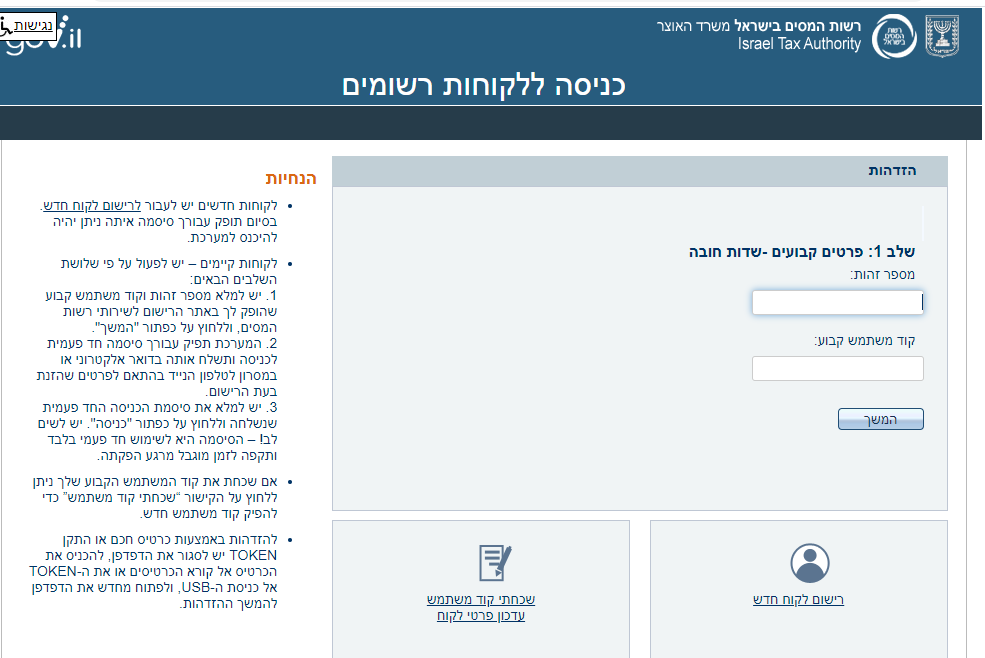 נגישות
gov.il
רשות המסים בישראל משרד האוצר
Israel Tax Authority
רשות
המסים
בישראל
כניסה ללקוחות רשומים
הזדהות
שלב 1: פרטים קבועים -שדות חובה
מספר זהות:
קוד משתמש קבוע:
המשך
רישום לקוח חדש
שכחתי קוד משתמש
עדכון פרטי לקוח
הנחיות
לקוחות חדשים יש לעבור לרישום לקוח חדש.
בסיום תופק עבורך סיסמה איתה ניתן יהיה
להיכנס למערכת.
לקוחות קיימים – יש לפעול על פי שלושת
השלבים הבאים:
1. יש למלא מספר זהות וקוד משתמש קבוע
שהופק לך באתר הרישום לשירותי רשות
המסים, וללחוץ על כפתור "המשך".
2. המערכת תפיק עבורך סיסמה חד פעמית
לכניסה ותשלח אותה בדואר אלקטרוני או
במסרון לטלפון הנייד בהתאם לפרטים שהזנת
בעת הרישום.
3. יש למלא את סיסמת הכניסה החד פעמית
שנשלחה וללחוץ על כפתור "כניסה". יש לשים
לב! – הסיסמה היא לשימוש חד פעמי בלבד
ותקפה לזמן מוגבל מרגע הפקתה.
אם שכחת את קוד המשתמש הקבוע שלך ניתן
ללחוץ על הקישור "שכחתי קוד משתמש" כדי
להפיק קוד משתמש חדש.
להזדהות באמצעות כרטיס חכם או התקן
TOKEN יש לסגור את הדפדפן, להכניס את
הכרטיס אל קורא הכרטיסים או את ה-TOKEN
אל כניסת ה-USB, ולפתוח מחדש את הדפדפן
להמשך ההזדהות.